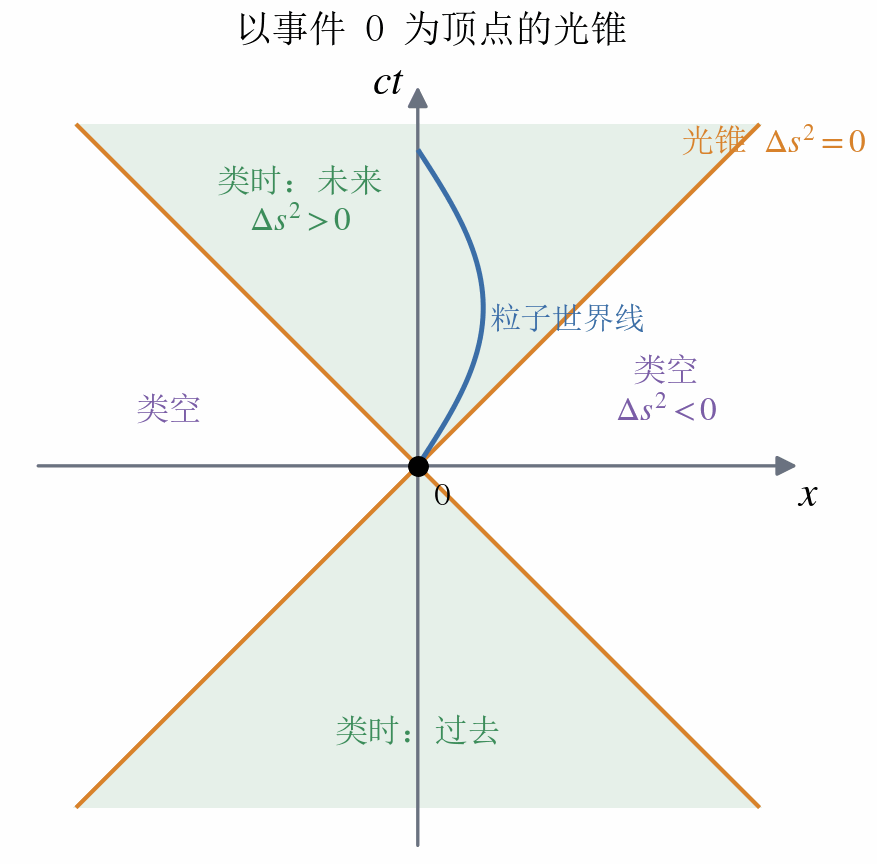 以事件 0 为顶点的光锥
ct
光锥 Δs²=0
类时：未来
Δs²>0
粒子世界线
类空
Δs²<0
类空
x
0
类时：过去